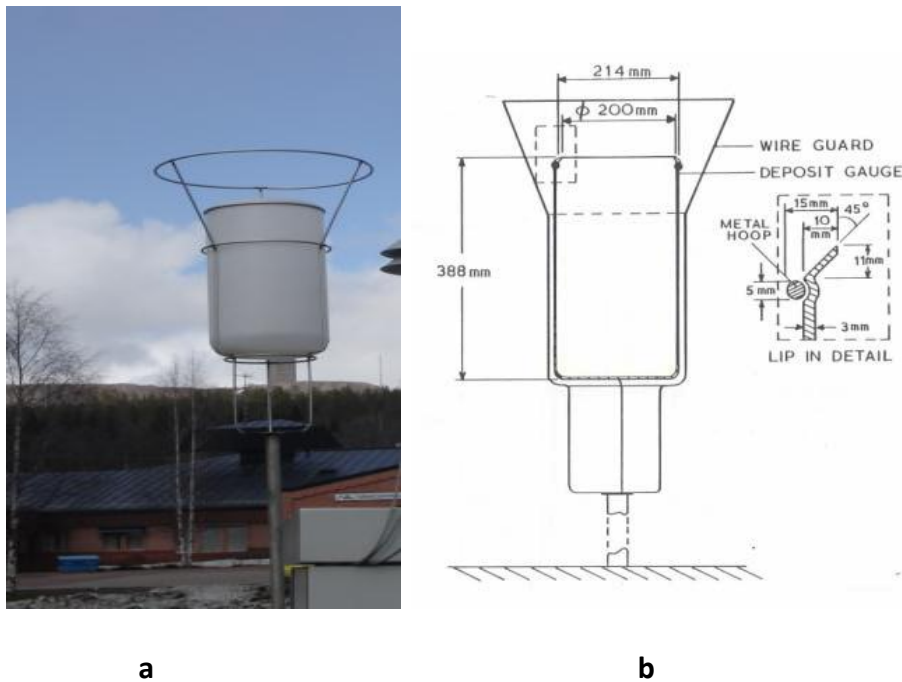 214 mm
ϕ 200mm
WIRE GUARD
DEPOSIT GAUGE
388 mm
15mm
10
mm
45°
METAL
HOOP
11mm
5 mm
3mm
LIP IN DETAIL
a
b